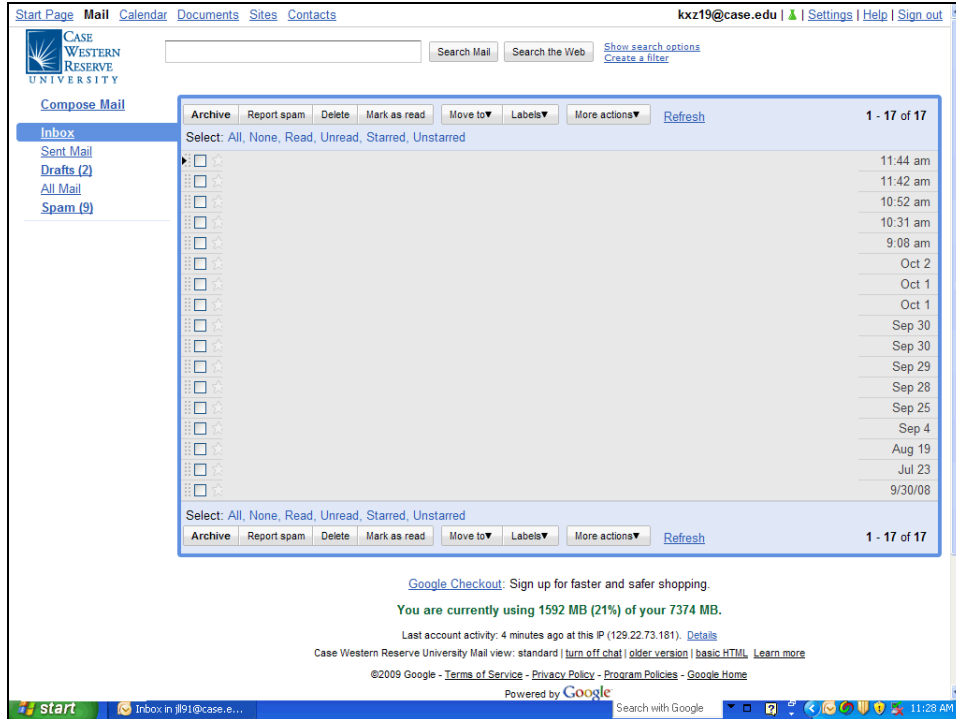 Start Page Mail Calendar Documents Sites Contacts kxz19@case.edu | Settings | Help | Sign out
CASE
WESTERN
RESERVE
UNIVERSITY
Search Mail Search the Web Show search options
Create a filter
Compose Mail
Inbox
Sent Mail
Drafts (2)
All Mail
Spam (9)
Archive Report spam Delete Mark as read Move to▼ Labels▼ More actions▼ Refresh 1 - 17 of 17
Select: All, None, Read, Unread, Starred, Unstarred
11:44 am
11:42 am
10:52 am
10:31 am
9:08 am
Oct 2
Oct 1
Oct 1
Sep 30
Sep 30
Sep 29
Sep 28
Sep 25
Sep 4
Aug 19
Jul 23
9/30/08
Select: All, None, Read, Unread, Starred, Unstarred
Archive Report spam Delete Mark as read Move to▼ Labels▼ More actions▼ Refresh 1 - 17 of 17
Google Checkout: Sign up for faster and safer shopping.
You are currently using 1592 MB (21%) of your 7374 MB.
Last account activity: 4 minutes ago at this IP (129.22.73.181). Details
Case Western Reserve University Mail view: standard | turn off chat | older version | basic HTML Learn more
©2009 Google - Terms of Service - Privacy Policy - Program Policies - Google Home
Powered by Google
start Inbox in jll91@case.e... Search with Google 11:28 AM